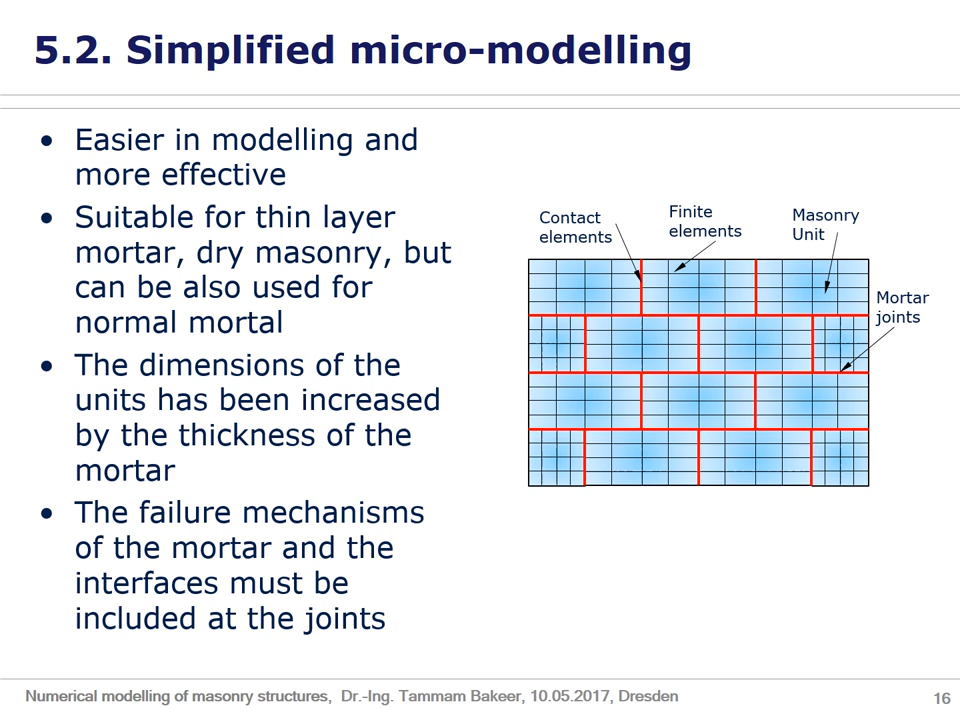 5.2. Simplified micro-modelling
• Easier in modelling and
more effective
• Suitable for thin layer
mortar, dry masonry, but
can be also used for
normal mortal
• The dimensions of the
units has been increased
by the thickness of the
mortar
• The failure mechanisms
of the mortar and the
interfaces must be
included at the joints
Contact
elements
Finite
elements
Masonry
Unit
Mortar
joints
Numerical modelling of masonry structures, Dr.-Ing. Tammam Bakeer, 10.05.2017, Dresden
16